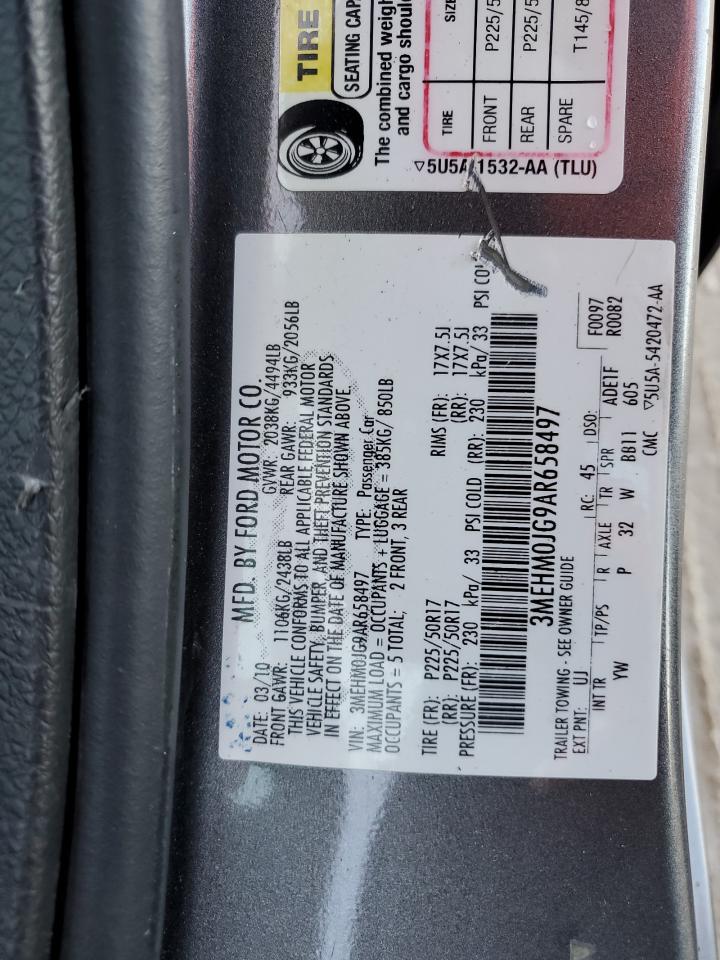 TIRE
SEATING CAP
The combined weigh
and cargo shoul
TIRE SIZE
FRONT P225/5
REAR P225/5
SPARE T145/8
▽5U5A 1532-AA (TLU)
MFD. BY FORD MOTOR CO.
DATE: 03/10 GVWR: 2038KG/4494LB
FRONT GAWR: 1106KG/2438LB REAR GAWR: 933KG/2056LB
THIS VEHICLE CONFORMS TO ALL APPLICABLE FEDERAL MOTOR
VEHICLE SAFETY, BUMPER, AND THEFT PREVENTION STANDARDS
IN EFFECT ON THE DATE OF MANUFACTURE SHOWN ABOVE
VIN: 3MEHM0JG9AR658497 TYPE: Passenger Car
MAXIMUM LOAD = OCCUPANTS + LUGGAGE = 385KG/ 850LB
OCCUPANTS = 5 TOTAL; 2 FRONT, 3 REAR
TIRE (FR): P225/50R17 RIMS (FR): 17X7.5J
(RR): P225/50R17 (RR): 17X7.5J
PRESSURE (FR): 230 kPa/ 33 PSI COLD (RR): 230 kPa/ 33 PSI COL
3MEHM0JG9AR658497
TRAILER TOWING - SEE OWNER GUIDE F0097
EXT PNT: UJ RC: 45 DSO: R0082
INT TR TP/PS R AXLE TR SPR ADE1F
YW P 32 W BB11 605
CMC ▽5U5A-5420472-AA